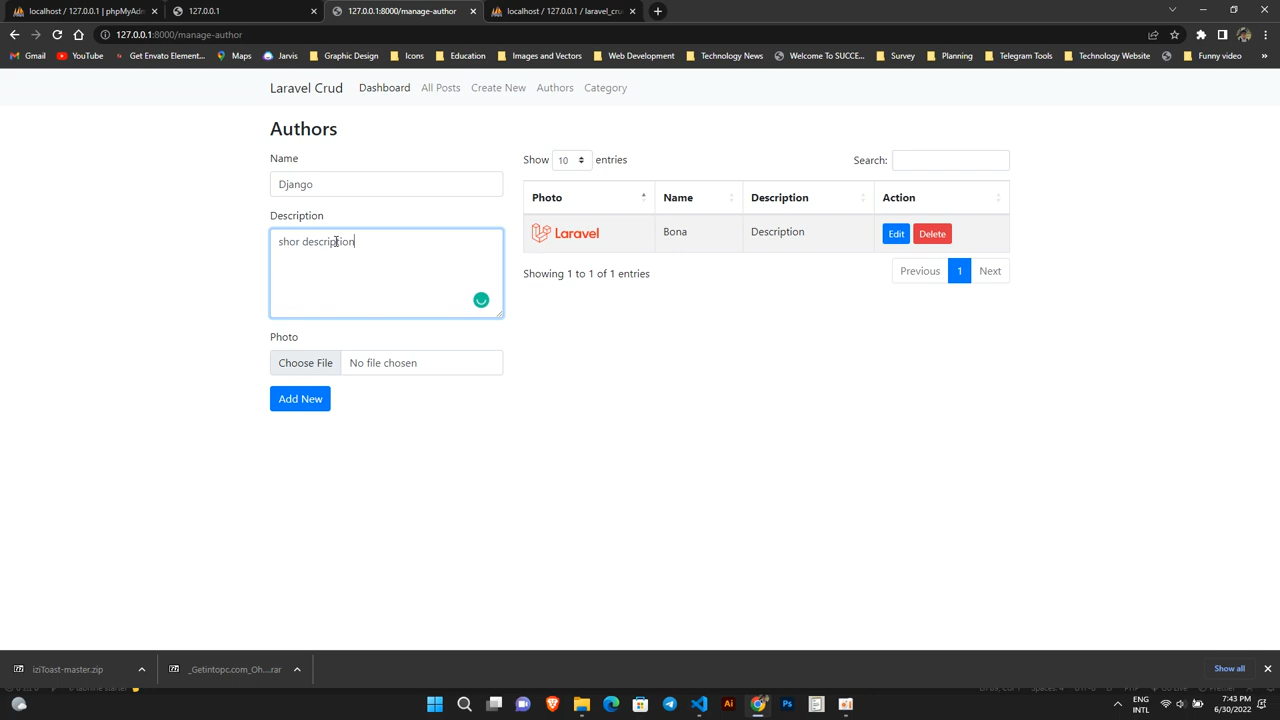 localhost / 127.0.0.1 | phpMyAdm
127.0.0.1
127.0.0.1:8000/manage-author
localhost / 127.0.0.1 / laravel_cru
127.0.0.1:8000/manage-author
Gmail
YouTube
Get Envato Element...
Maps
Jarvis
Graphic Design
Icons
Education
Images and Vectors
Web Development
Technology News
Welcome To SUCCE...
Survey
Planning
Telegram Tools
Technology Website
Funny video
Laravel Crud
Dashboard
All Posts
Create New
Authors
Category
Authors
Name
Django
Description
shor description
Photo
Choose File No file chosen
Add New
Show 10 entries
Search:
Photo Name Description Action
Laravel Bona Description Edit Delete
Showing 1 to 1 of 1 entries
Previous 1 Next
iziToast-master.zip
_Getintopc.com_Oh....rar
Show all
ENG
INTL
7:43 PM
6/30/2022